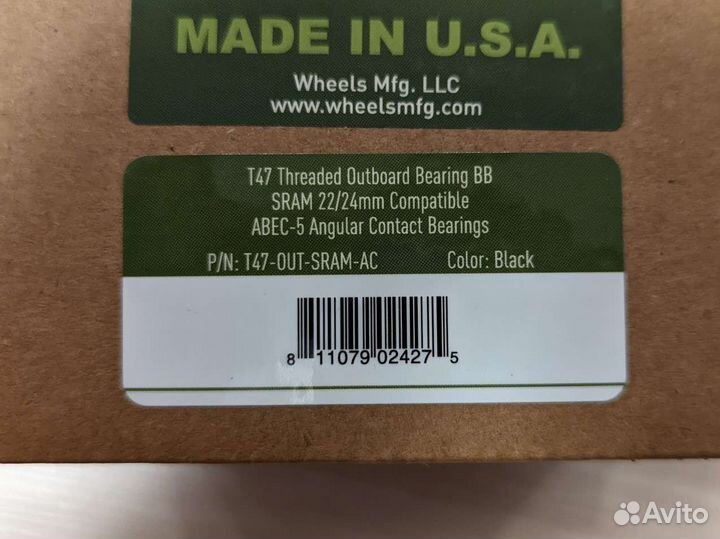 MADE IN U.S.A.
Wheels Mfg. LLC
www.wheelsmfg.com
T47 Threaded Outboard Bearing BB
SRAM 22/24mm Compatible
ABEC-5 Angular Contact Bearings
P/N: T47-OUT-SRAM-AC Color: Black
8 11079 02427 5
Avito